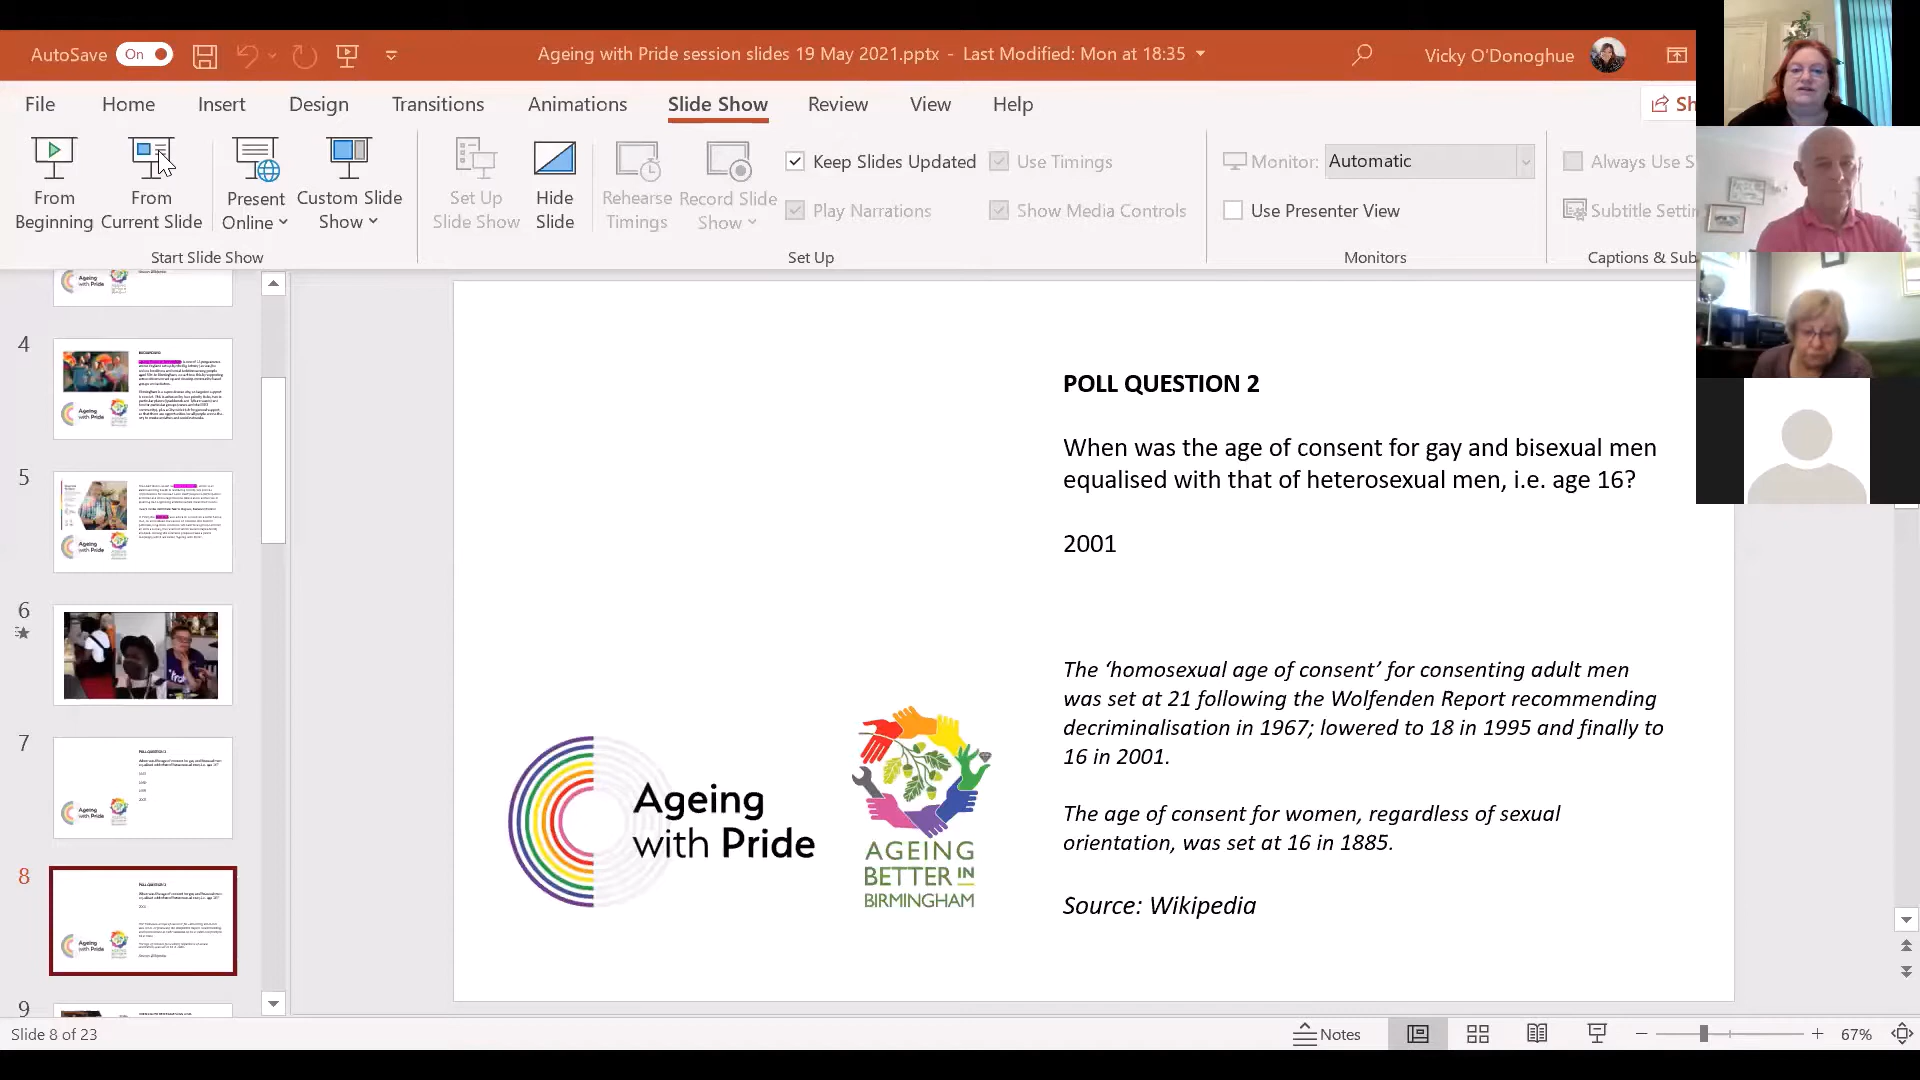 AutoSave On
Ageing with Pride session slides 19 May 2021.pptx - Last Modified: Mon at 18:35
Vicky O'Donoghue
File Home Insert Design Transitions Animations Slide Show Review View Help
Sh
From Beginning
From Current Slide
Present Online
Custom Slide Show
Start Slide Show
Set Up Slide Show
Hide Slide
Rehearse Timings
Record Slide Show
Keep Slides Updated
Use Timings
Play Narrations
Show Media Controls
Set Up
Monitor: Automatic
Use Presenter View
Monitors
Always Use S
Subtitle Settin
Captions & Sub
4
5
6
7
8
9
Ageing
with Pride
POLL QUESTION 2
When was the age of consent for gay and bisexual men
equalised with that of heterosexual men, i.e. age 16?
2001
The ‘homosexual age of consent’ for consenting adult men
was set at 21 following the Wolfenden Report recommending
decriminalisation in 1967; lowered to 18 in 1995 and finally to
16 in 2001.
The age of consent for women, regardless of sexual
orientation, was set at 16 in 1885.
Source: Wikipedia
Ageing
with Pride
AGEING
BETTER IN
BIRMINGHAM
Slide 8 of 23
Notes
67%